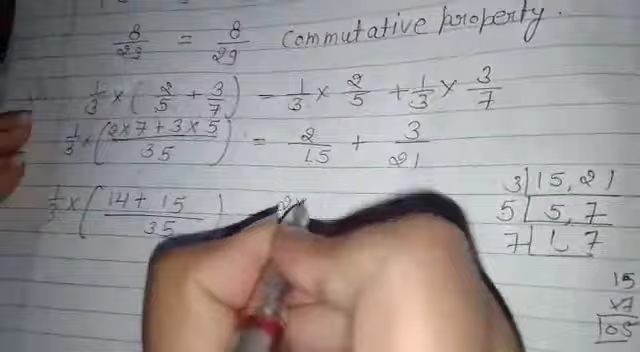 8/29 = 8/29 Commutative property.
1/3 × (2/5 + 3/7) = 1/3 × 2/5 + 1/3 × 3/7
1/3 × (2×7+3×5/35) = 2/15 + 3/21
1/3 × (14+15/35) = 2×
3|15,21
5|5,7
7|1,7
15
×7
105